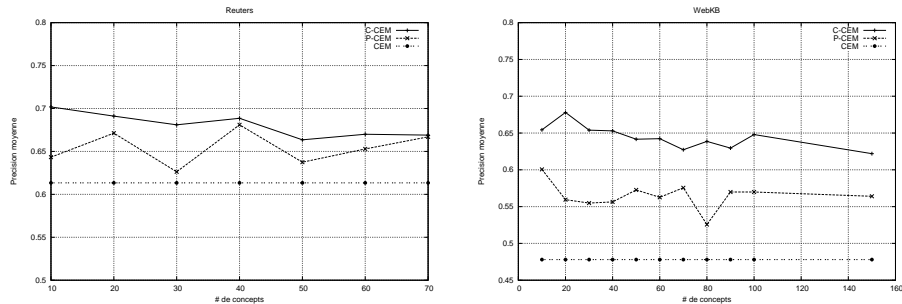 Reuters
0.8
0.75
0.7
0.65
0.6
0.55
0.5
10 20 30 40 50 60 70
Precision moyenne
# de concepts
C-CEM
P-CEM
CEM
WebKB
0.8
0.75
0.7
0.65
0.6
0.55
0.5
0.45
0 20 40 60 80 100 120 140 160
Precision moyenne
# de concepts
C-CEM
P-CEM
CEM